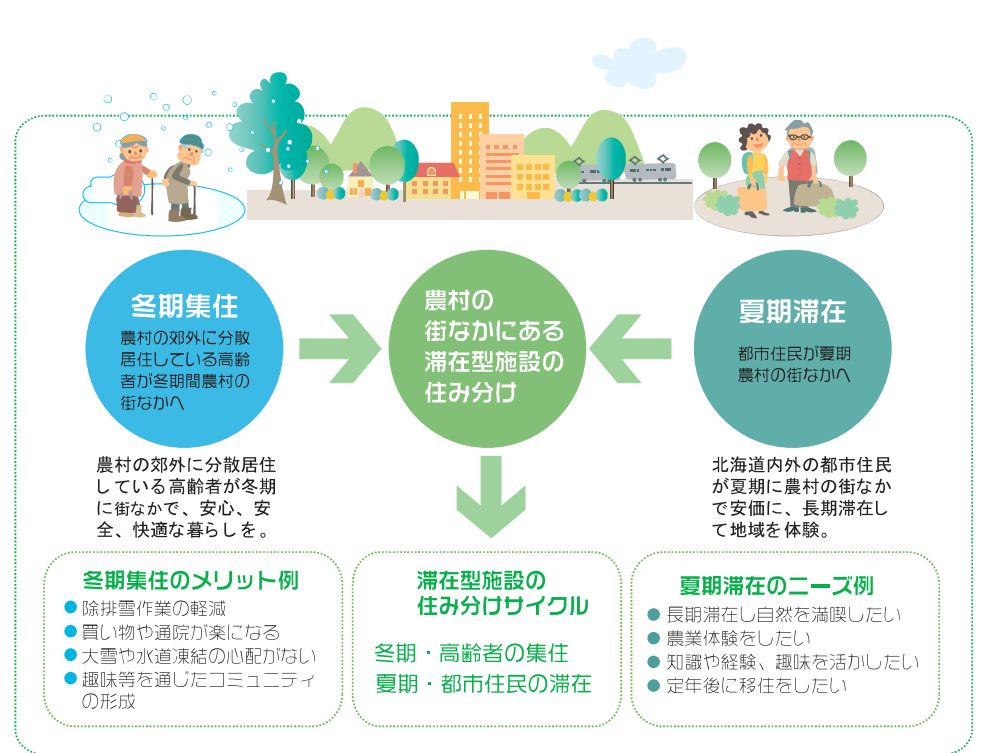 冬期集住
農村の郊外に分散
居住している高齢
者が冬期間農村の
街なかへ
農村の
街なかにある
滞在型施設の
住み分け
夏期滞在
都市住民が夏期
農村の街なかへ
農村の郊外に分散居住
している高齢者が冬期
に街なかで、安心、安
全、快適な暮らしを。
北海道内外の都市住民
が夏期に農村の街なか
で安価に、長期滞在し
て地域を体験。
冬期集住のメリット例
●除排雪作業の軽減
●買い物や通院が楽になる
●大雪や水道凍結の心配がない
●趣味等を通じたコミュニティ
の形成
滞在型施設の
住み分けサイクル
冬期・高齢者の集住
夏期・都市住民の滞在
夏期滞在のニーズ例
●長期滞在し自然を満喫したい
●農業体験をしたい
●知識や経験、趣味を活かしたい
●定年後に移住をしたい